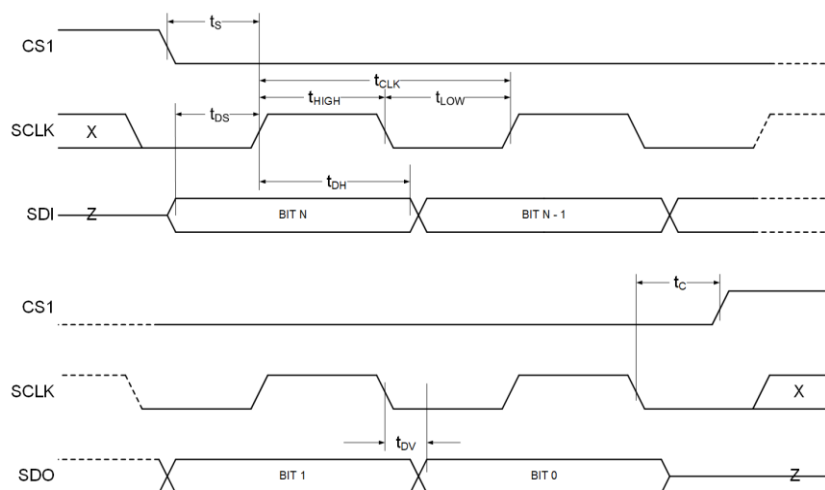 tS
CS1
tCLK
tHIGH
tLOW
tDS
SCLK
X
tDH
SDI
Z
BIT N
BIT N - 1
tC
CS1
SCLK
X
tDV
SDO
BIT 1
BIT 0
Z